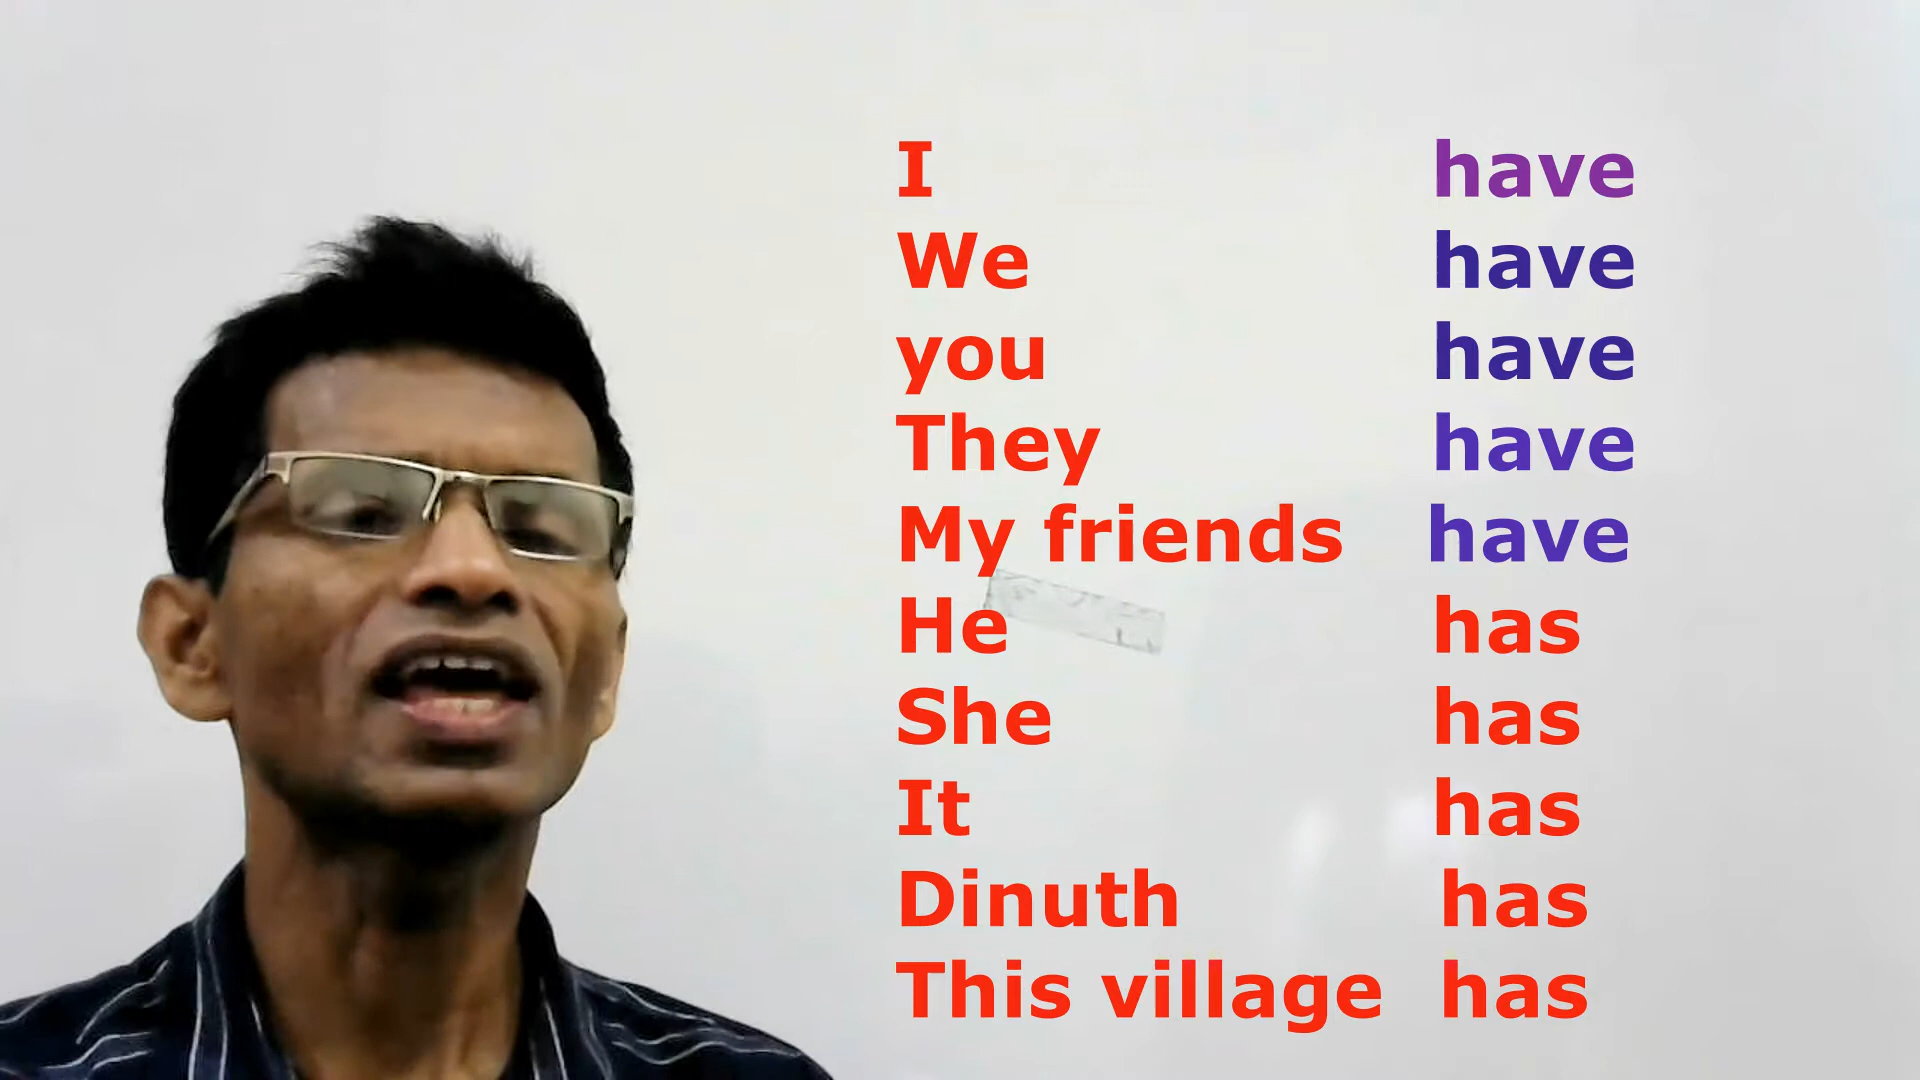 I have
We have
you have
They have
My friends have
He has
She has
It has
Dinuth has
This village has